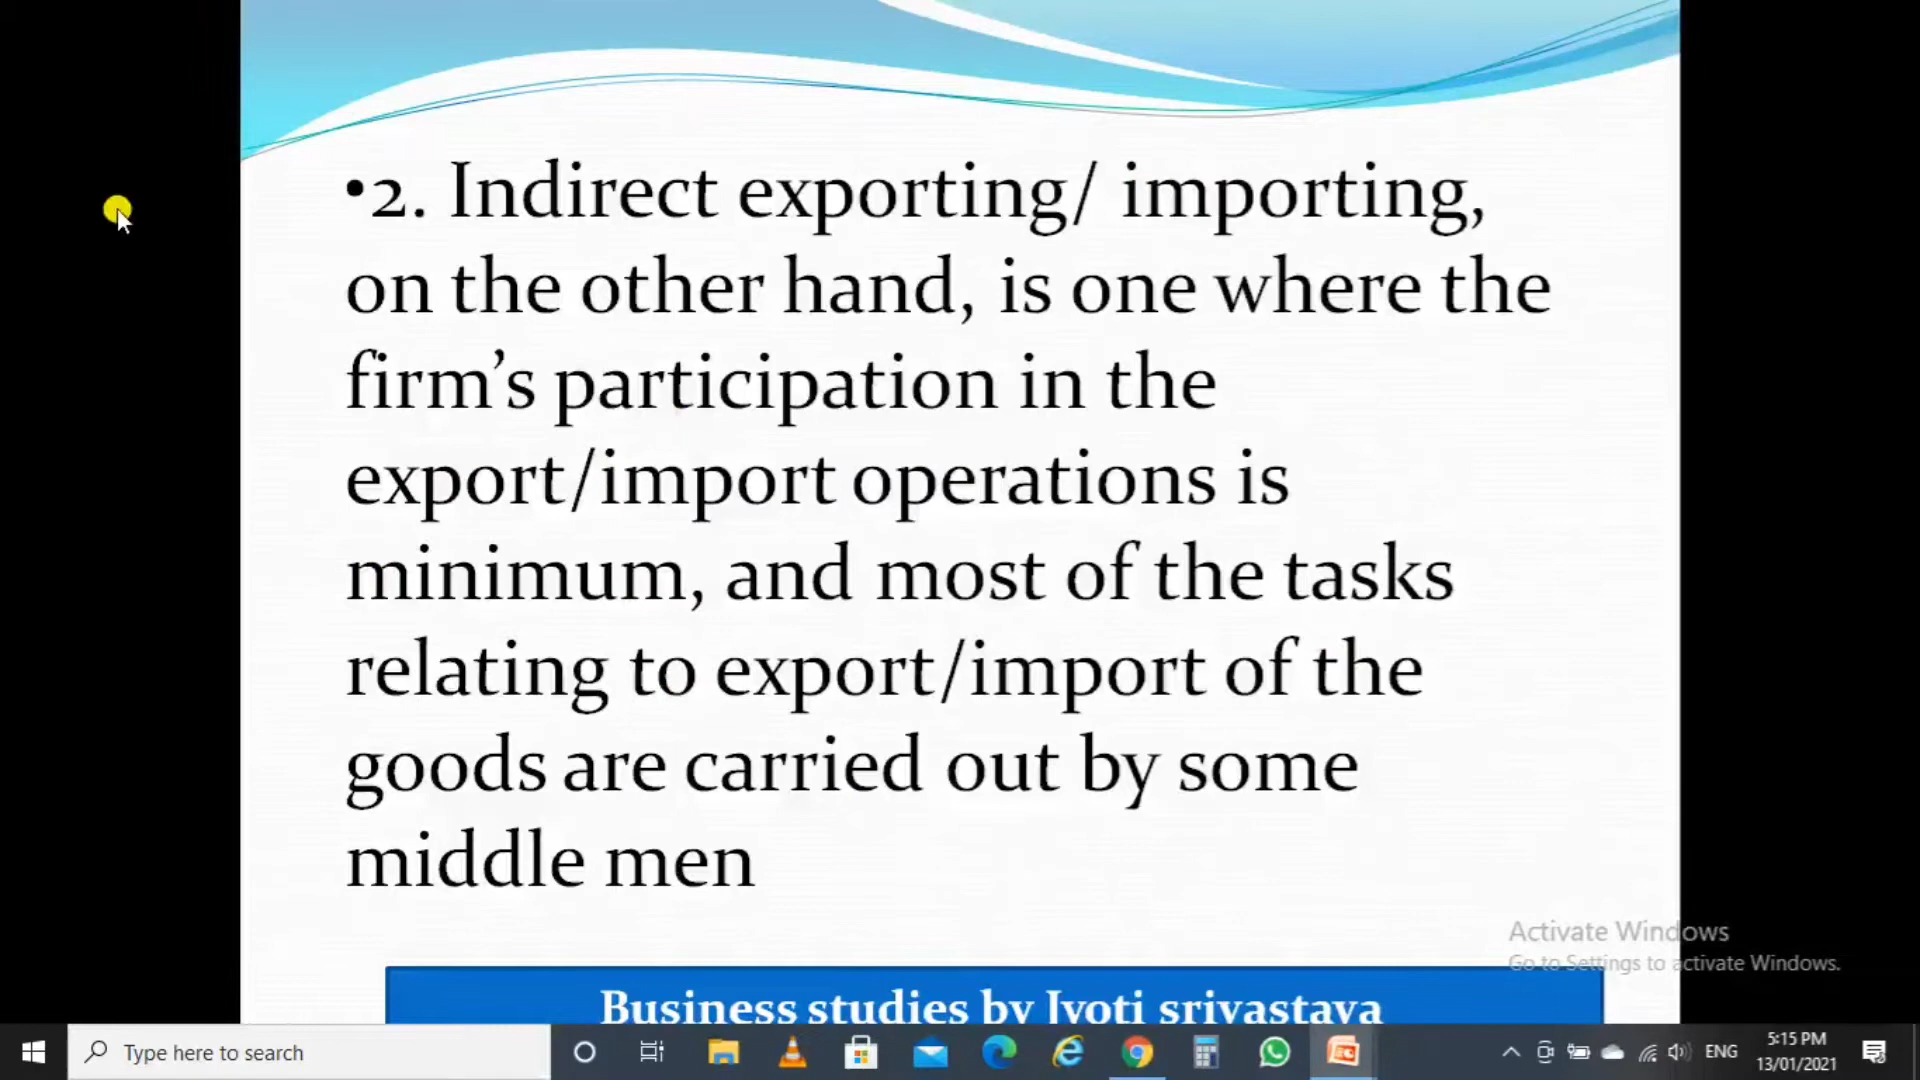 •2. Indirect exporting/ importing,
on the other hand, is one where the
firm’s participation in the
export/import operations is
minimum, and most of the tasks
relating to export/import of the
goods are carried out by some
middle men
Activate Windows
Go to Settings to activate Windows.
Business studies by Jyoti srivastava
Type here to search
ENG
5:15 PM
13/01/2021